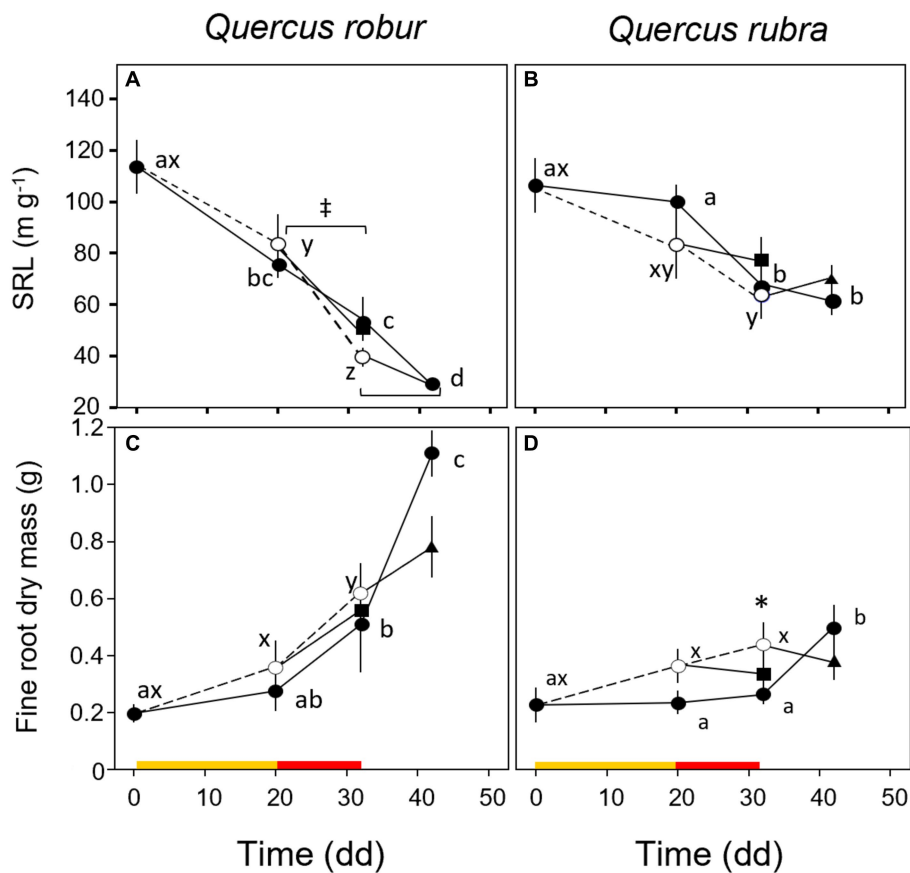 Quercus robur
Quercus rubra
A
B
140
120
100
80
60
40
20
SRL (m g⁻¹)
ax
‡
y
bc
c
z
d
ax
a
xy
b
y
b
C
D
1.2
1.0
0.8
0.6
0.4
0.2
0
Fine root dry mass (g)
c
y
x
b
ax
ab
*
b
x
x
ax
a
a
0 10 20 30 40 50
0 10 20 30 40 50
Time (dd)
Time (dd)